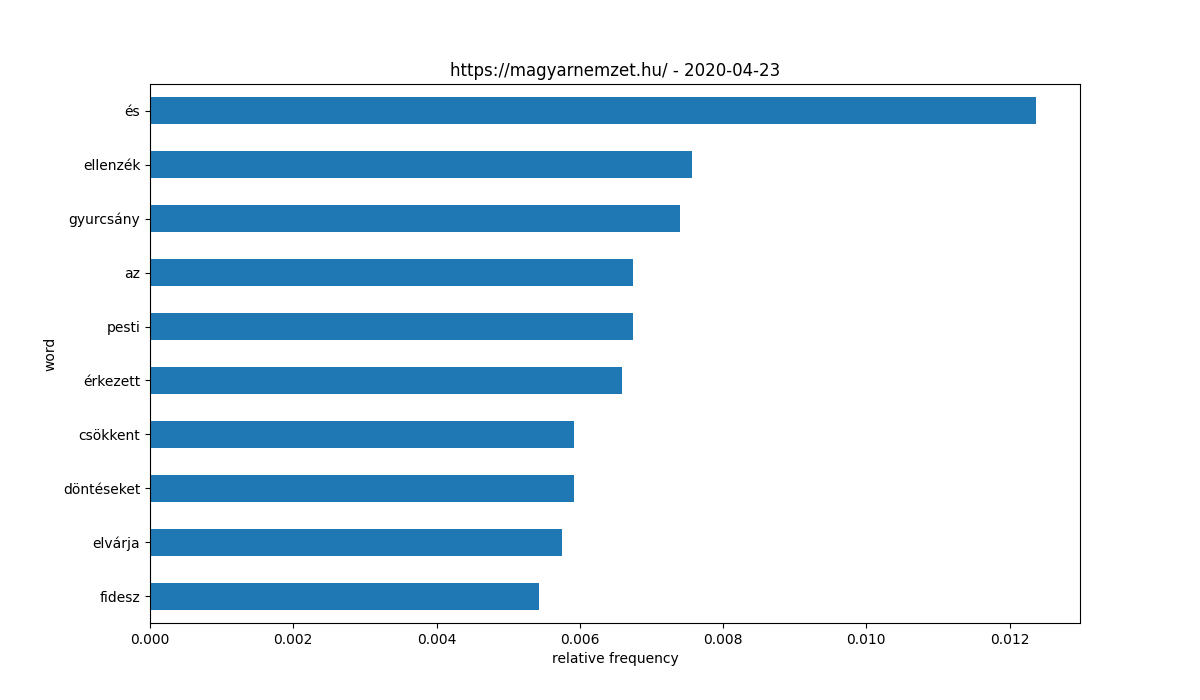 https://magyarnemzet.hu/ - 2020-04-23
és
ellenzék
gyurcsány
az
pesti
érkezett
csökkent
döntéseket
elvárja
fidesz
word
0.000 0.002 0.004 0.006 0.008 0.010 0.012
relative frequency